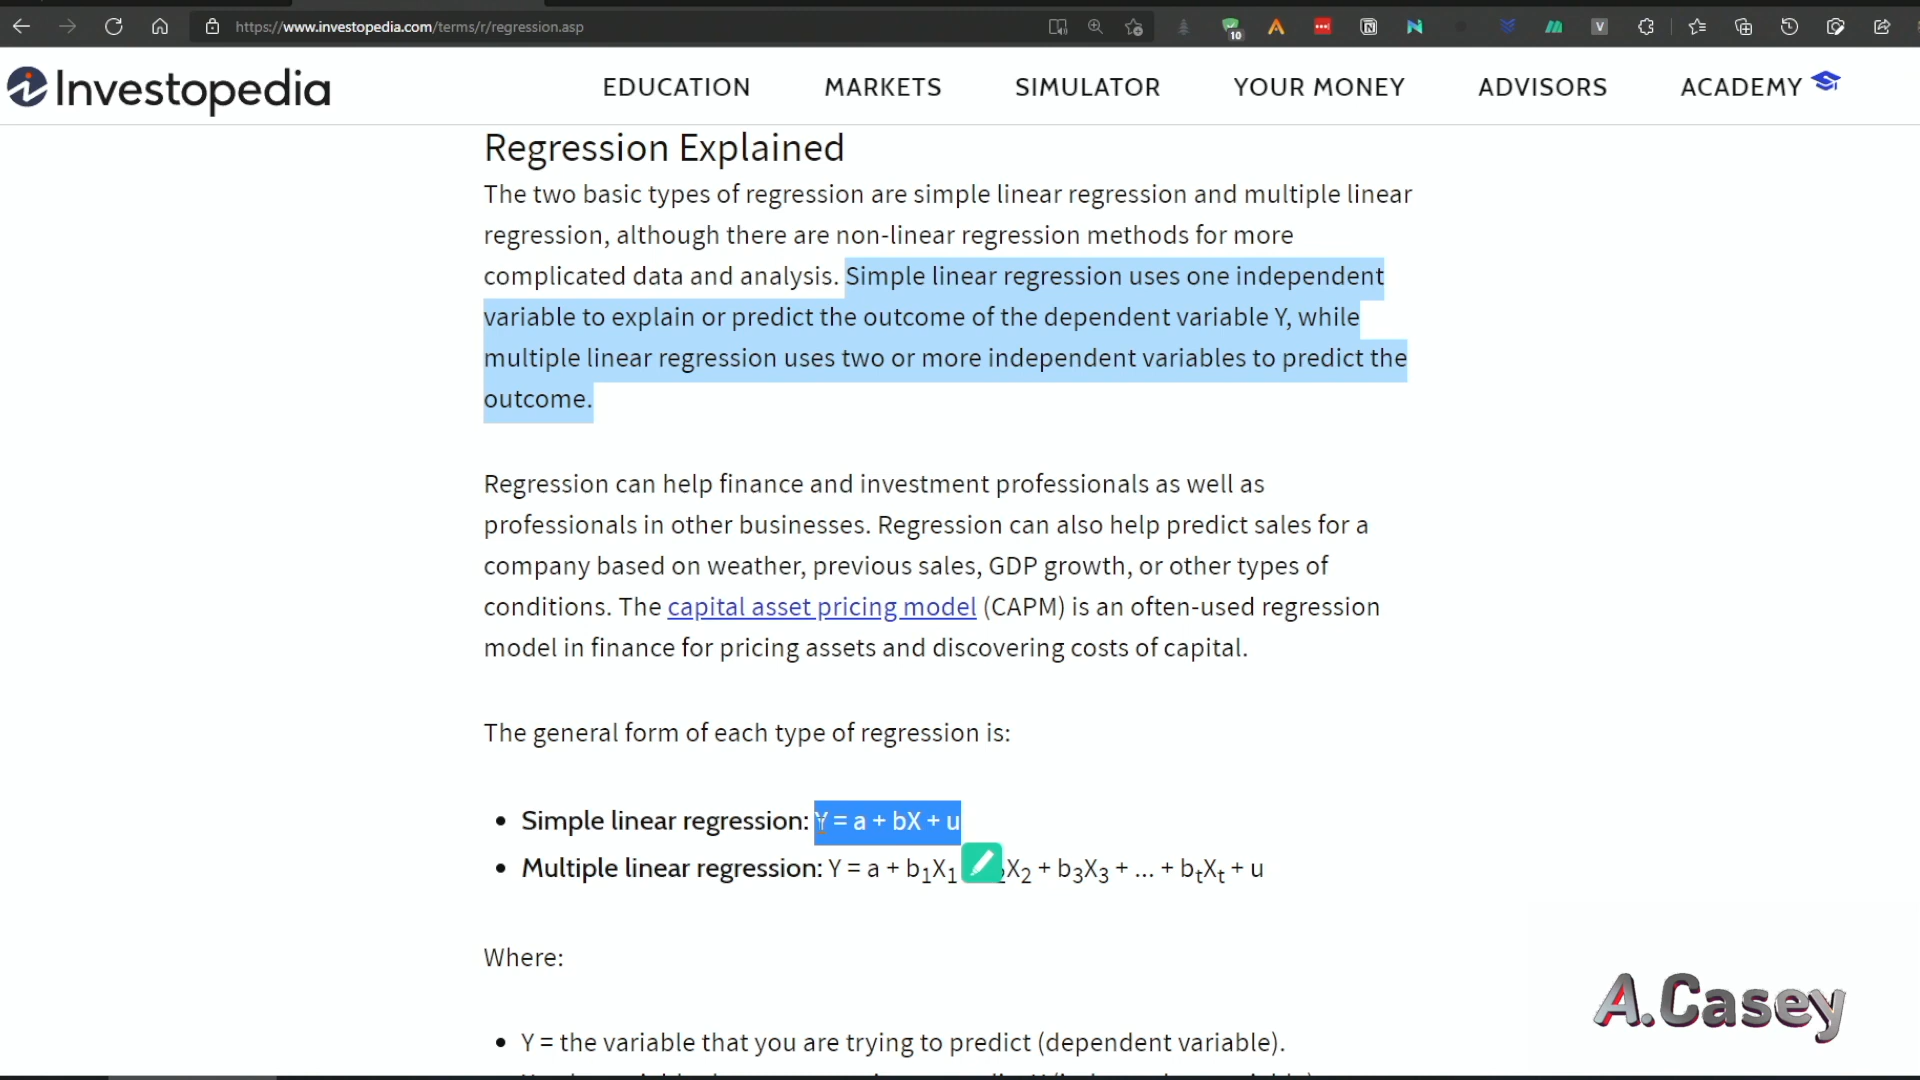 https://www.investopedia.com/terms/r/regression.asp
10
V
Investopedia
EDUCATION MARKETS SIMULATOR YOUR MONEY ADVISORS ACADEMY
Regression Explained
The two basic types of regression are simple linear regression and multiple linear
regression, although there are non-linear regression methods for more
complicated data and analysis. Simple linear regression uses one independent
variable to explain or predict the outcome of the dependent variable Y, while
multiple linear regression uses two or more independent variables to predict the
outcome.
Regression can help finance and investment professionals as well as
professionals in other businesses. Regression can also help predict sales for a
company based on weather, previous sales, GDP growth, or other types of
conditions. The capital asset pricing model (CAPM) is an often-used regression
model in finance for pricing assets and discovering costs of capital.
The general form of each type of regression is:
• Simple linear regression: Y = a + bX + u
• Multiple linear regression: Y = a + b₁X₁ ₂X₂ + b₃X₃ + ... + bₜXₜ + u
Where:
A.Casey
• Y = the variable that you are trying to predict (dependent variable).